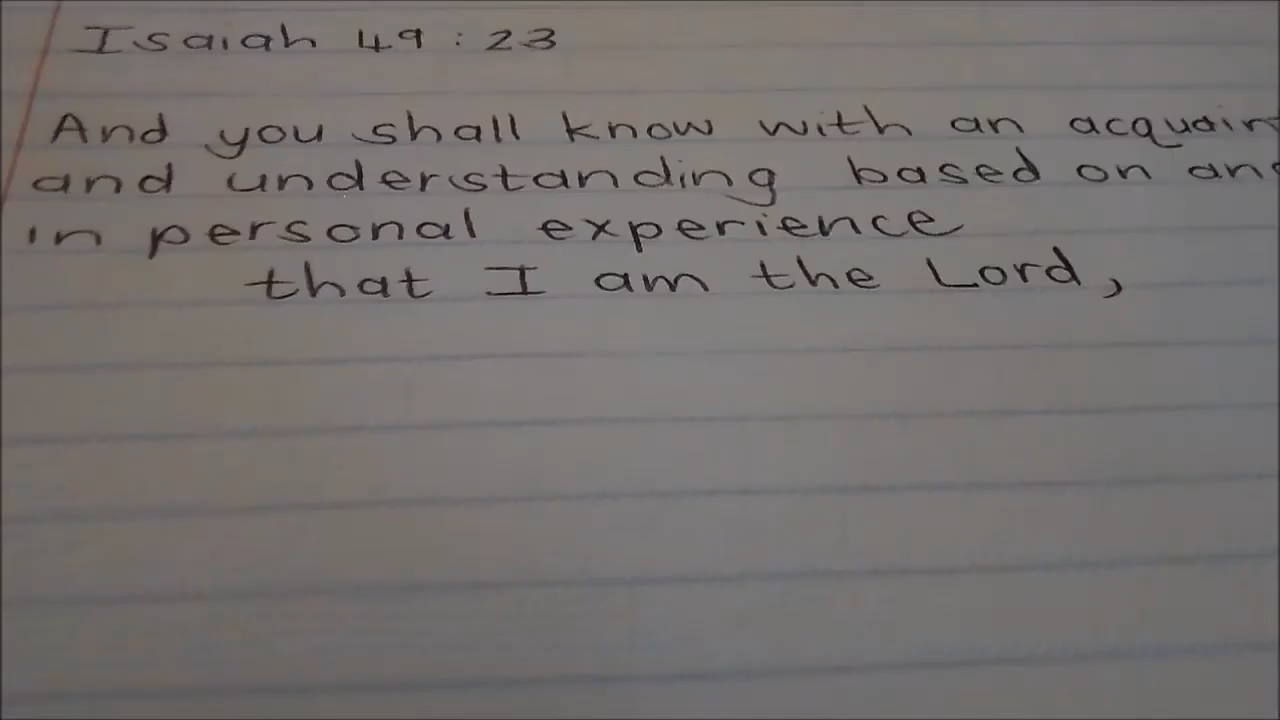 Isaiah 49 : 23
And you shall know with an
and understanding based on
in personal experience
that I am the Lord,